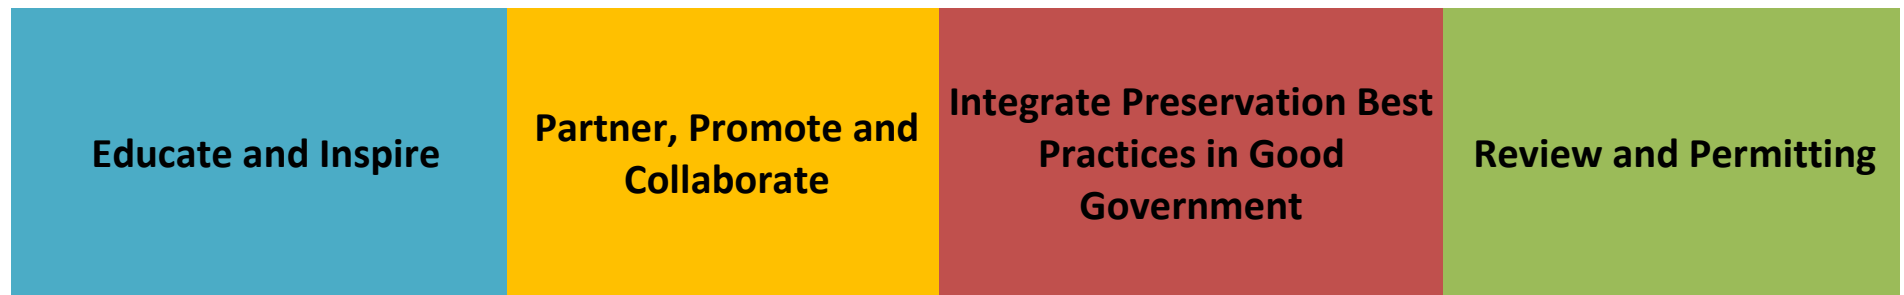 Educate and Inspire
Partner, Promote and
Collaborate
Integrate Preservation Best
Practices in Good
Government
Review and Permitting